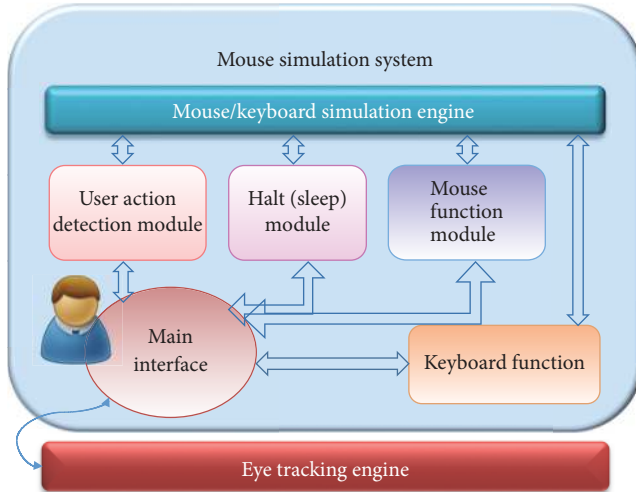 Mouse simulation system
Mouse/keyboard simulation engine
User action
detection module
Halt (sleep)
module
Mouse
function
module
Main
interface
Keyboard function
Eye tracking engine